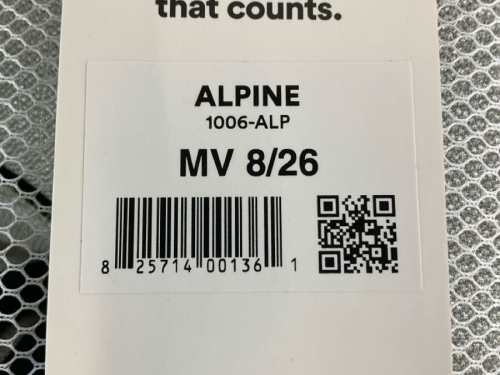 that counts.
ALPINE
1006-ALP
MV 8/26
8 25714 00136 1